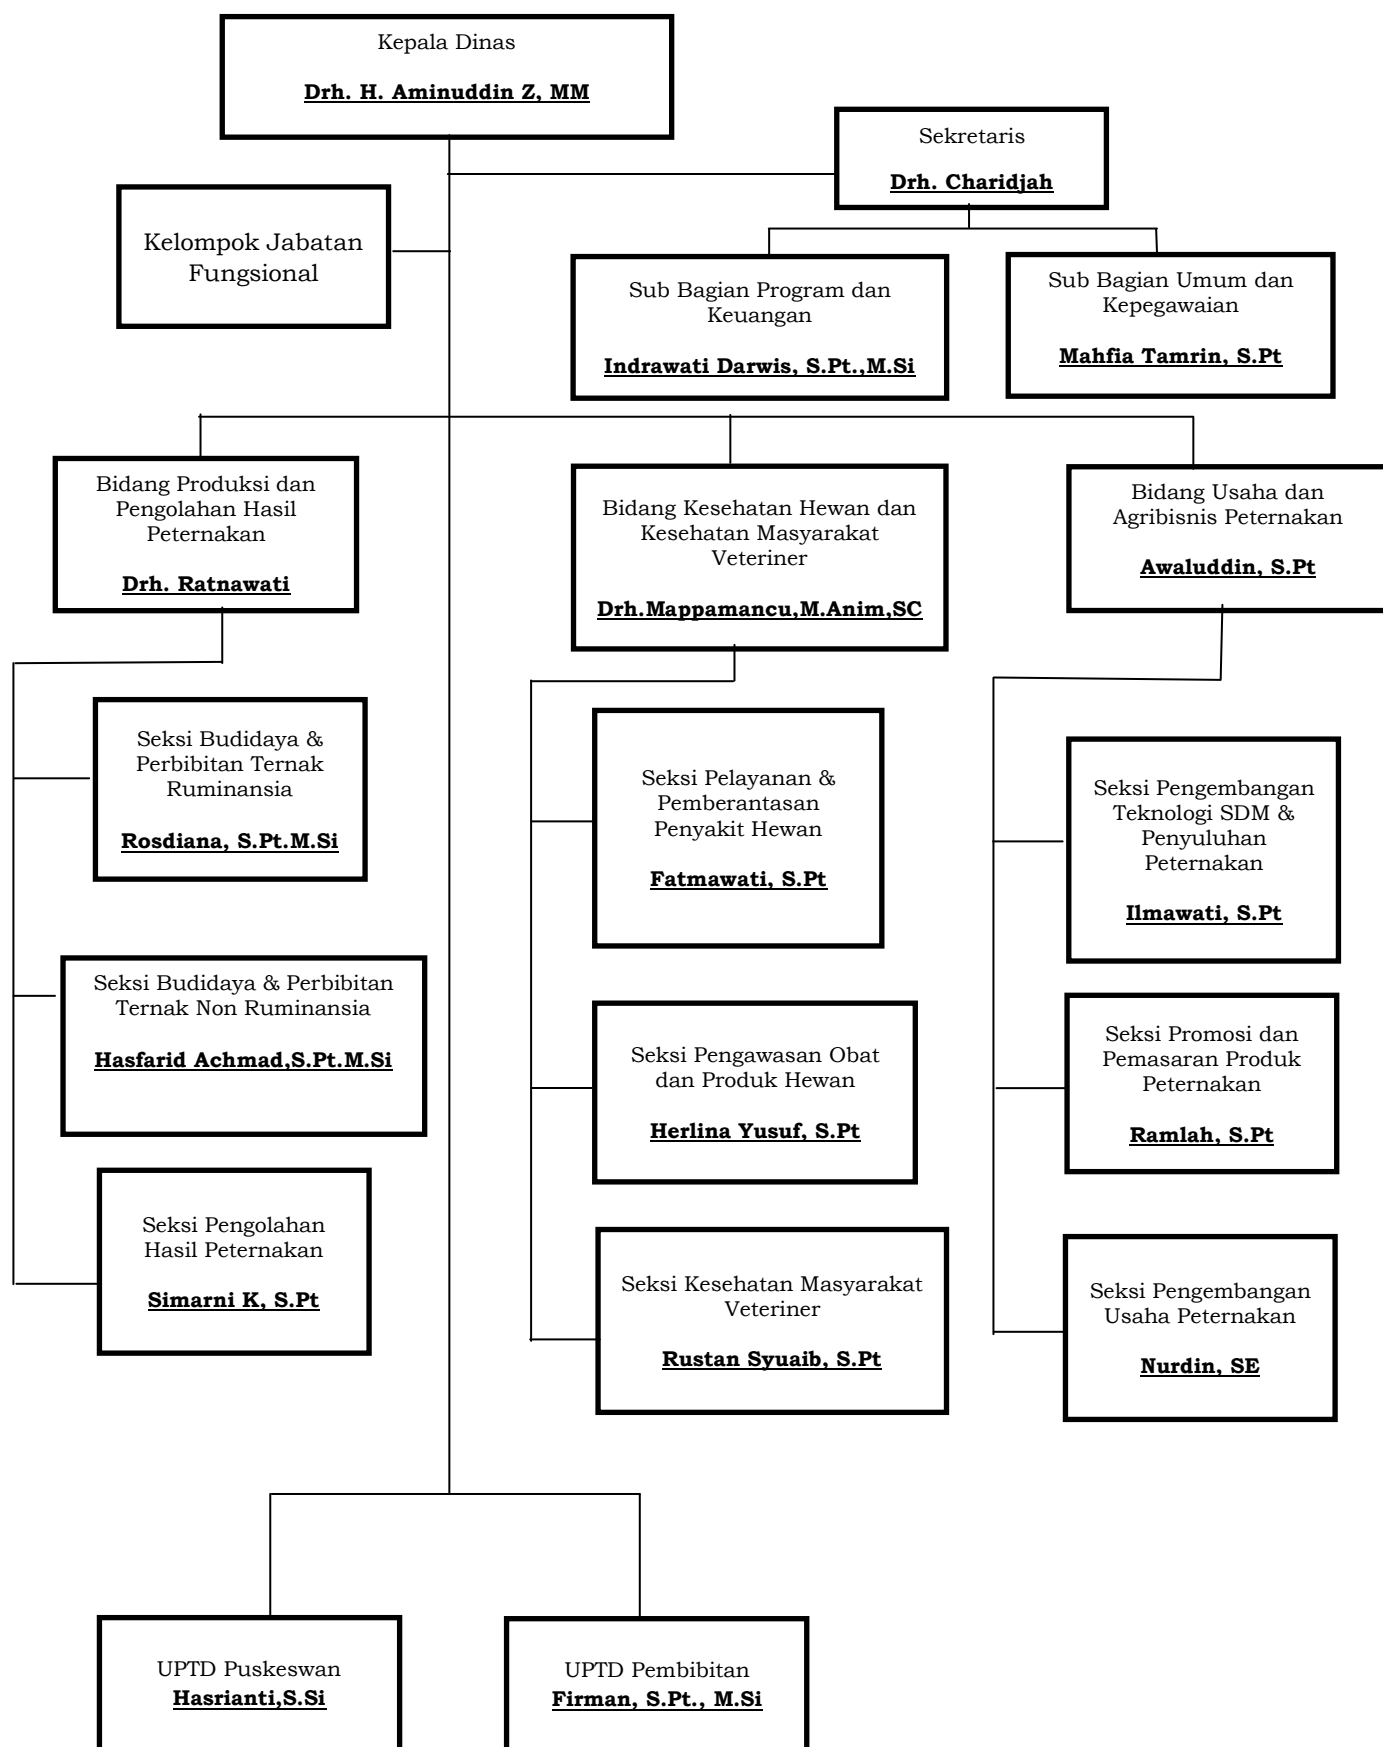 Kepala Dinas
Drh. H. Aminuddin Z, MM
Sekretaris
Drh. Charidjah
Kelompok Jabatan
Fungsional
Sub Bagian Program dan
Keuangan
Indrawati Darwis, S.Pt.,M.Si
Sub Bagian Umum dan
Kepegawaian
Mahfia Tamrin, S.Pt
Bidang Produksi dan
Pengolahan Hasil
Peternakan
Drh. Ratnawati
Bidang Kesehatan Hewan dan
Kesehatan Masyarakat
Veteriner
Drh.Mappamancu,M.Anim,SC
Bidang Usaha dan
Agribisnis Peternakan
Awaluddin, S.Pt
Seksi Budidaya &
Perbibitan Ternak
Ruminansia
Rosdiana, S.Pt.M.Si
Seksi Pelayanan &
Pemberantasan
Penyakit Hewan
Fatmawati, S.Pt
Seksi Pengembangan
Teknologi SDM &
Penyuluhan
Peternakan
Ilmawati, S.Pt
Seksi Budidaya & Perbibitan
Ternak Non Ruminansia
Hasfarid Achmad,S.Pt.M.Si
Seksi Pengawasan Obat
dan Produk Hewan
Herlina Yusuf, S.Pt
Seksi Promosi dan
Pemasaran Produk
Peternakan
Ramlah, S.Pt
Seksi Pengolahan
Hasil Peternakan
Simarni K, S.Pt
Seksi Kesehatan Masyarakat
Veteriner
Rustan Syuaib, S.Pt
Seksi Pengembangan
Usaha Peternakan
Nurdin, SE
UPTD Puskeswan
Hasrianti,S.Si
UPTD Pembibitan
Firman, S.Pt., M.Si